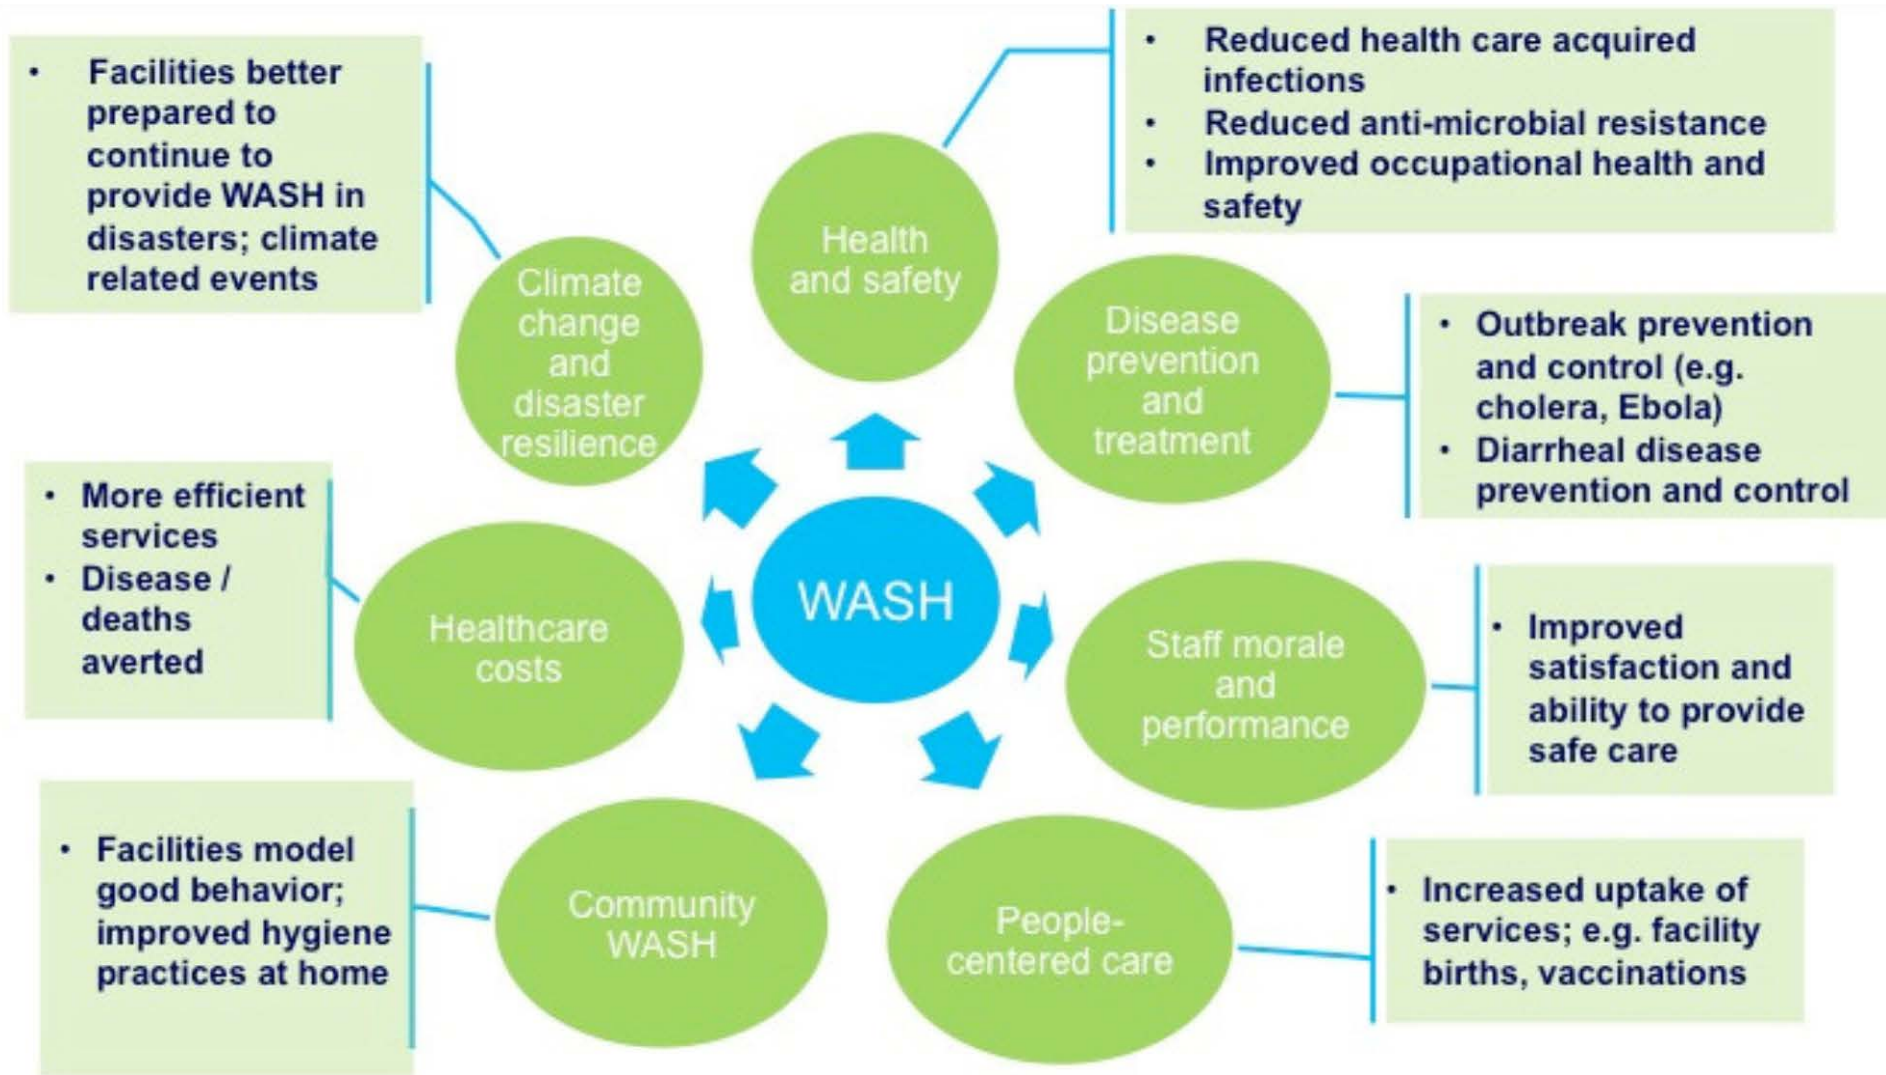 • Facilities better
prepared to
continue to
provide WASH in
disasters; climate
related events
Climate
change
and
disaster
resilience
Health
and safety
• Reduced health care acquired
infections
• Reduced anti-microbial resistance
• Improved occupational health and
safety
Disease
prevention
and
treatment
• Outbreak prevention
and control (e.g.
cholera, Ebola)
• Diarrheal disease
prevention and control
• More efficient
services
• Disease /
deaths
averted
Healthcare
costs
WASH
Staff morale
and
performance
• Improved
satisfaction and
ability to provide
safe care
• Facilities model
good behavior;
improved hygiene
practices at home
Community
WASH
People-
centered care
• Increased uptake of
services; e.g. facility
births, vaccinations